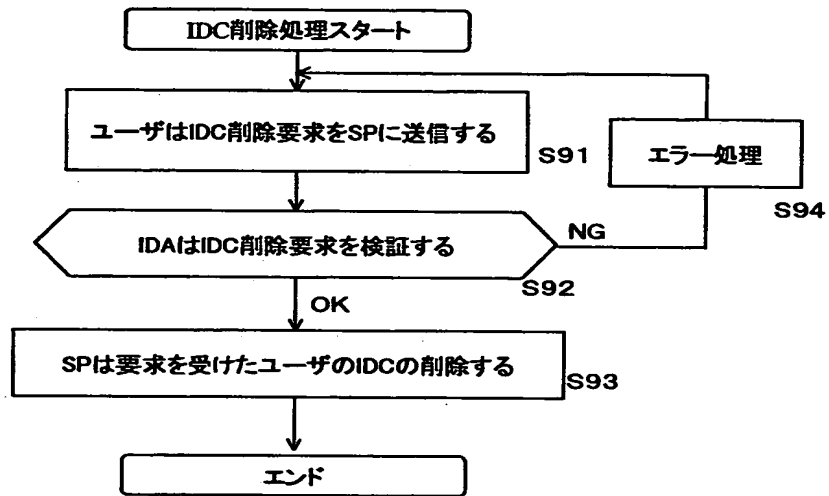 IDC削除処理スタート
ユーザはIDC削除要求をSPに送信する
S91
エラー処理
S94
IDAはIDC削除要求を検証する
NG
S92
OK
SPは要求を受けたユーザのIDCの削除する
S93
エンド